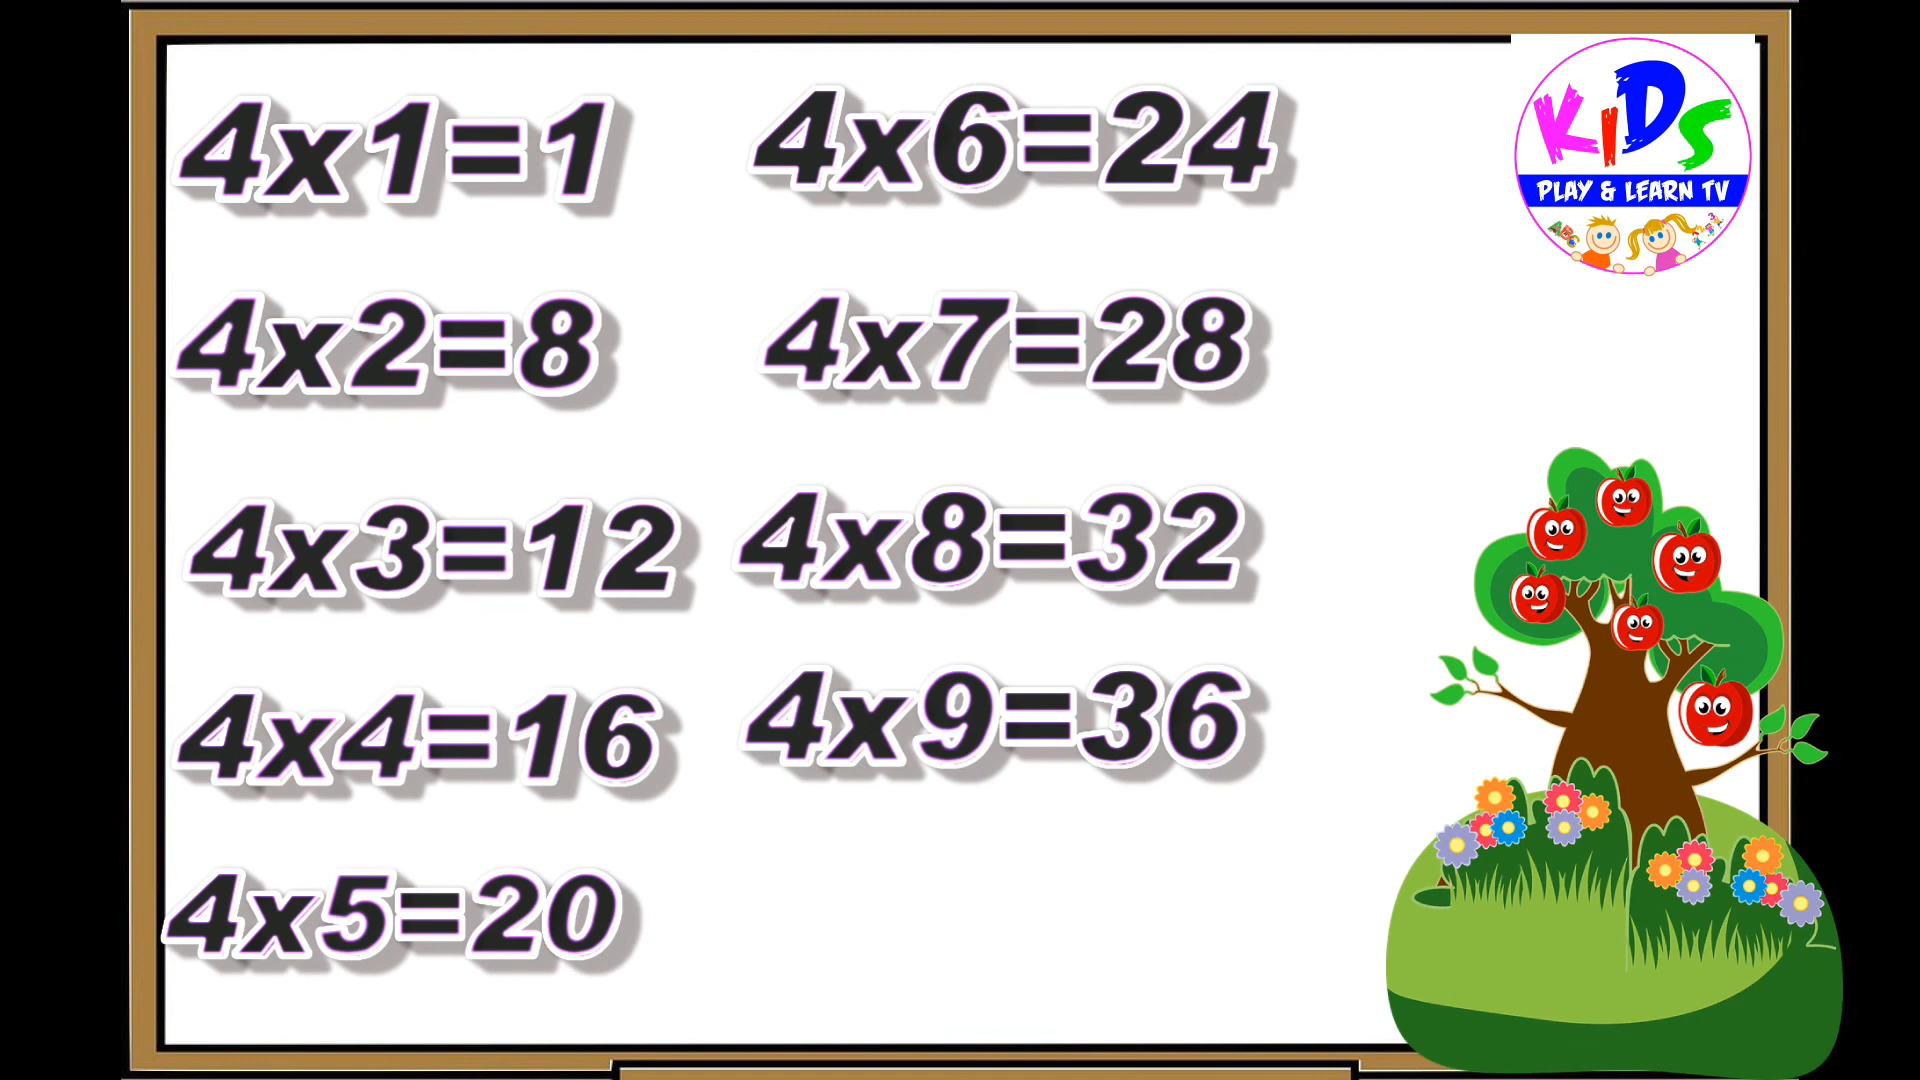 4x1=1
4x2=8
4x3=12
4x4=16
4x5=20
4x6=24
4x7=28
4x8=32
4x9=36
KiDS
PLAY & LEARN TV
ABC